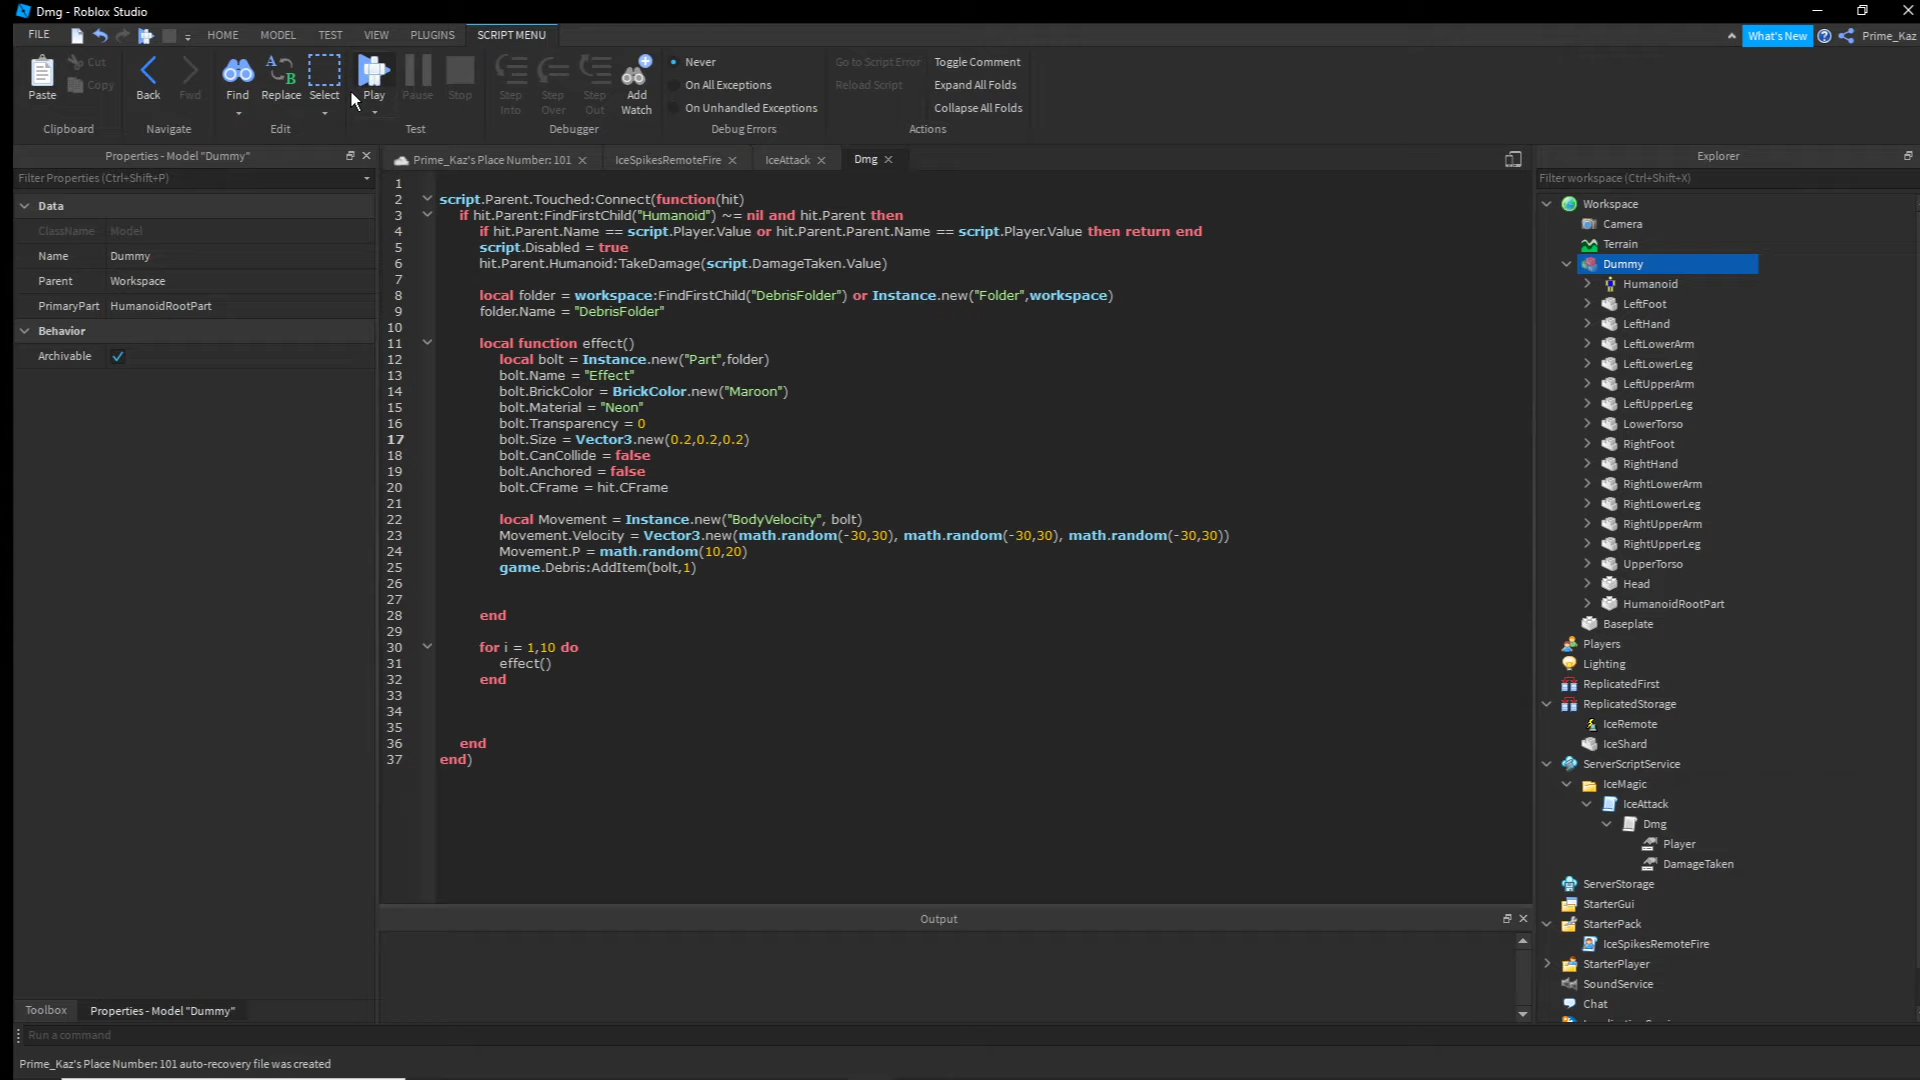 Dmg - Roblox Studio
FILE HOME MODEL TEST VIEW PLUGINS SCRIPT MENU What's New Prime_Kaz
Paste Cut Copy Back Fwd Find Replace Select Play Pause Stop Step Into Step Over Step Out Add Watch
Never Go to Script Error Toggle Comment
On All Exceptions Reload Script Expand All Folds
On Unhandled Exceptions Collapse All Folds
Clipboard Navigate Edit Test Debugger Debug Errors Actions
Properties - Model "Dummy"
Filter Properties (Ctrl+Shift+P)
Data
ClassName Model
Name Dummy
Parent Workspace
PrimaryPart HumanoidRootPart
Behavior
Archivable
Prime_Kaz's Place Number: 101 IceSpikesRemoteFire IceAttack Dmg
1
2 script.Parent.Touched:Connect(function(hit)
3 if hit.Parent:FindFirstChild("Humanoid") ~= nil and hit.Parent then
4 if hit.Parent.Name == script.Player.Value or hit.Parent.Parent.Name == script.Player.Value then return end
5 script.Disabled = true
6 hit.Parent.Humanoid:TakeDamage(script.DamageTaken.Value)
7
8 local folder = workspace:FindFirstChild("DebrisFolder") or Instance.new("Folder",workspace)
9 folder.Name = "DebrisFolder"
10
11 local function effect()
12 local bolt = Instance.new("Part",folder)
13 bolt.Name = "Effect"
14 bolt.BrickColor = BrickColor.new("Maroon")
15 bolt.Material = "Neon"
16 bolt.Transparency = 0
17 bolt.Size = Vector3.new(0.2,0.2,0.2)
18 bolt.CanCollide = false
19 bolt.Anchored = false
20 bolt.CFrame = hit.CFrame
21
22 local Movement = Instance.new("BodyVelocity", bolt)
23 Movement.Velocity = Vector3.new(math.random(-30,30), math.random(-30,30), math.random(-30,30))
24 Movement.P = math.random(10,20)
25 game.Debris:AddItem(bolt,1)
26
27
28 end
29
30 for i = 1,10 do
31 effect()
32 end
33
34
35
36 end
37 end)
Output
Explorer
Filter workspace (Ctrl+Shift+X)
Workspace
Camera
Terrain
Dummy
Humanoid
LeftFoot
LeftHand
LeftLowerArm
LeftLowerLeg
LeftUpperArm
LeftUpperLeg
LowerTorso
RightFoot
RightHand
RightLowerArm
RightLowerLeg
RightUpperArm
RightUpperLeg
UpperTorso
Head
HumanoidRootPart
Baseplate
Players
Lighting
ReplicatedFirst
ReplicatedStorage
IceRemote
IceShard
ServerScriptService
IceMagic
IceAttack
Dmg
Player
DamageTaken
ServerStorage
StarterGui
StarterPack
IceSpikesRemoteFire
StarterPlayer
SoundService
Chat
Toolbox Properties - Model "Dummy"
Run a command
Prime_Kaz's Place Number: 101 auto-recovery file was created